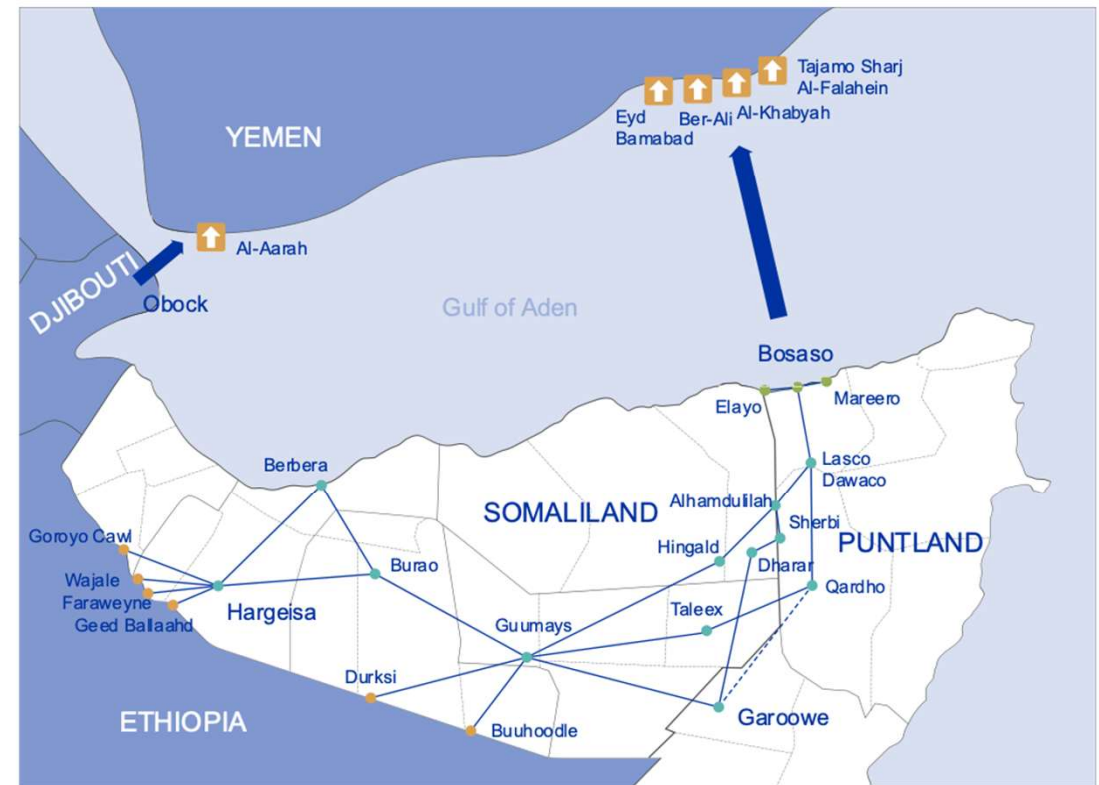 Tajamo Sharj
Al-Falahein
Eyd
Bamabad
Ber-Ali
Al-Khabyah
YEMEN
Al-Aarah
DJIBOUTI
Obock
Gulf of Aden
Bosaso
Elayo
Mareero
Berbera
Lasco
Dawaco
SOMALILAND
Alhamdulilah
Sherbi
Goroyo Cawl
Hingald
PUNTLAND
Wajale
Burao
Dharar
Faraweyne
Hargeisa
Taleex
Qardho
Geed Ballaahd
Guumays
Durksi
ETHIOPIA
Buuhoodle
Garoowe